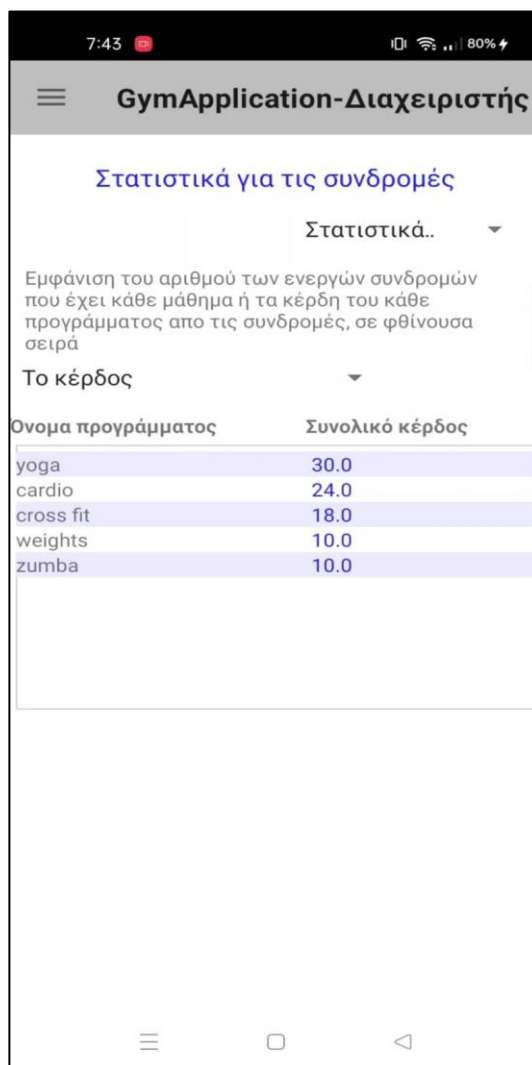 7:43 80%
GymApplication-Διαχειριστής
Στατιστικά για τις συνδρομές
Στατιστικά..
Εμφάνιση του αριθμού των ενεργών συνδρομών
που έχει κάθε μάθημα ή τα κέρδη του κάθε
προγράμματος απο τις συνδρομές, σε φθίνουσα
σειρά
Το κέρδος
Όνομα προγράμματος Συνολικό κέρδος
yoga 30.0
cardio 24.0
cross fit 18.0
weights 10.0
zumba 10.0